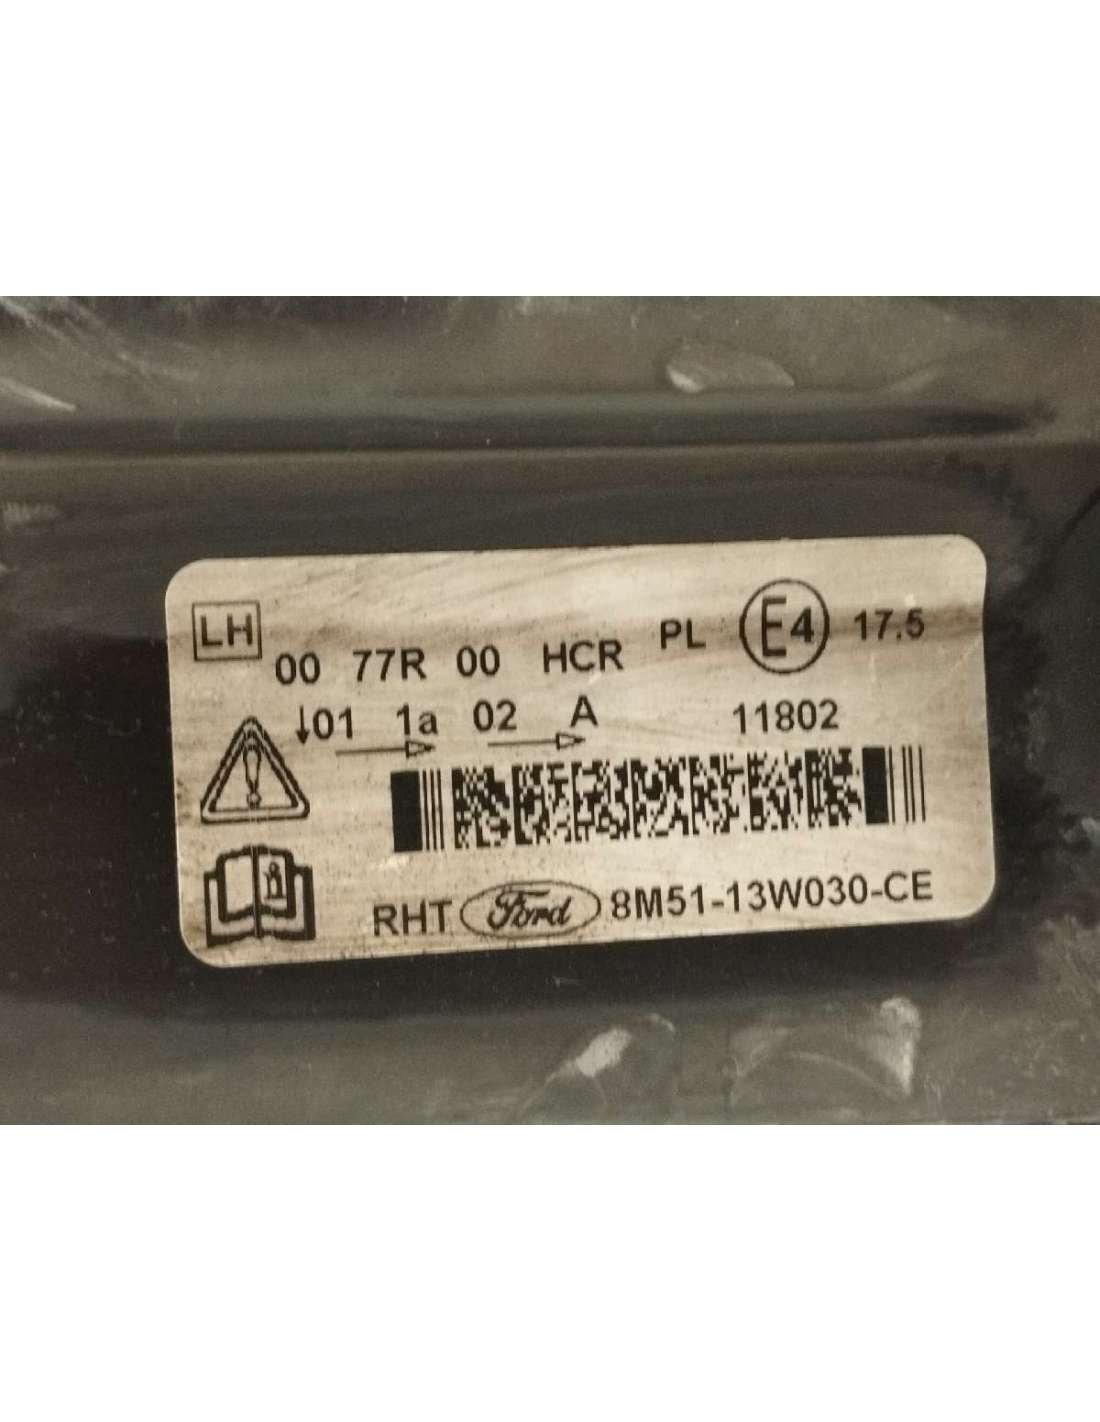 LH 00 77R 00 HCR PL E4 17.5
↓01 1a 02 A 11802
RHT Ford 8M51-13W030-CE